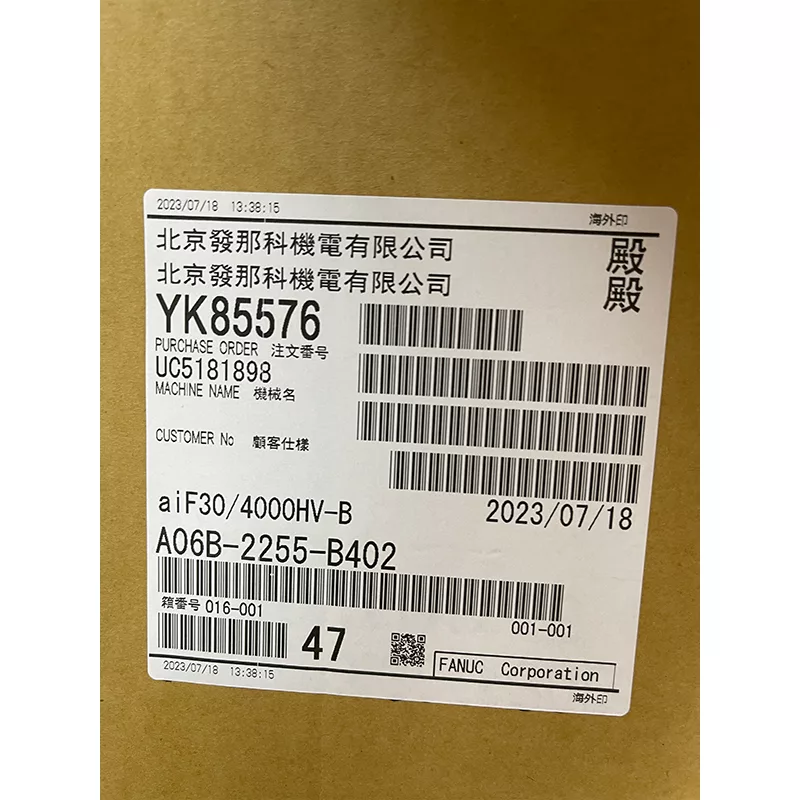 2023/07/18 13:38:15 海外印
北京發那科機電有限公司 殿
北京發那科機電有限公司 殿
YK85576
PURCHASE ORDER 注文番号
UC5181898
MACHINE NAME 機械名
CUSTOMER No 顧客仕様
aiF30/4000HV-B 2023/07/18
A06B-2255-B402
箱番号 016-001 001-001
47 FANUC Corporation
2023/07/18 13:38:15 海外印